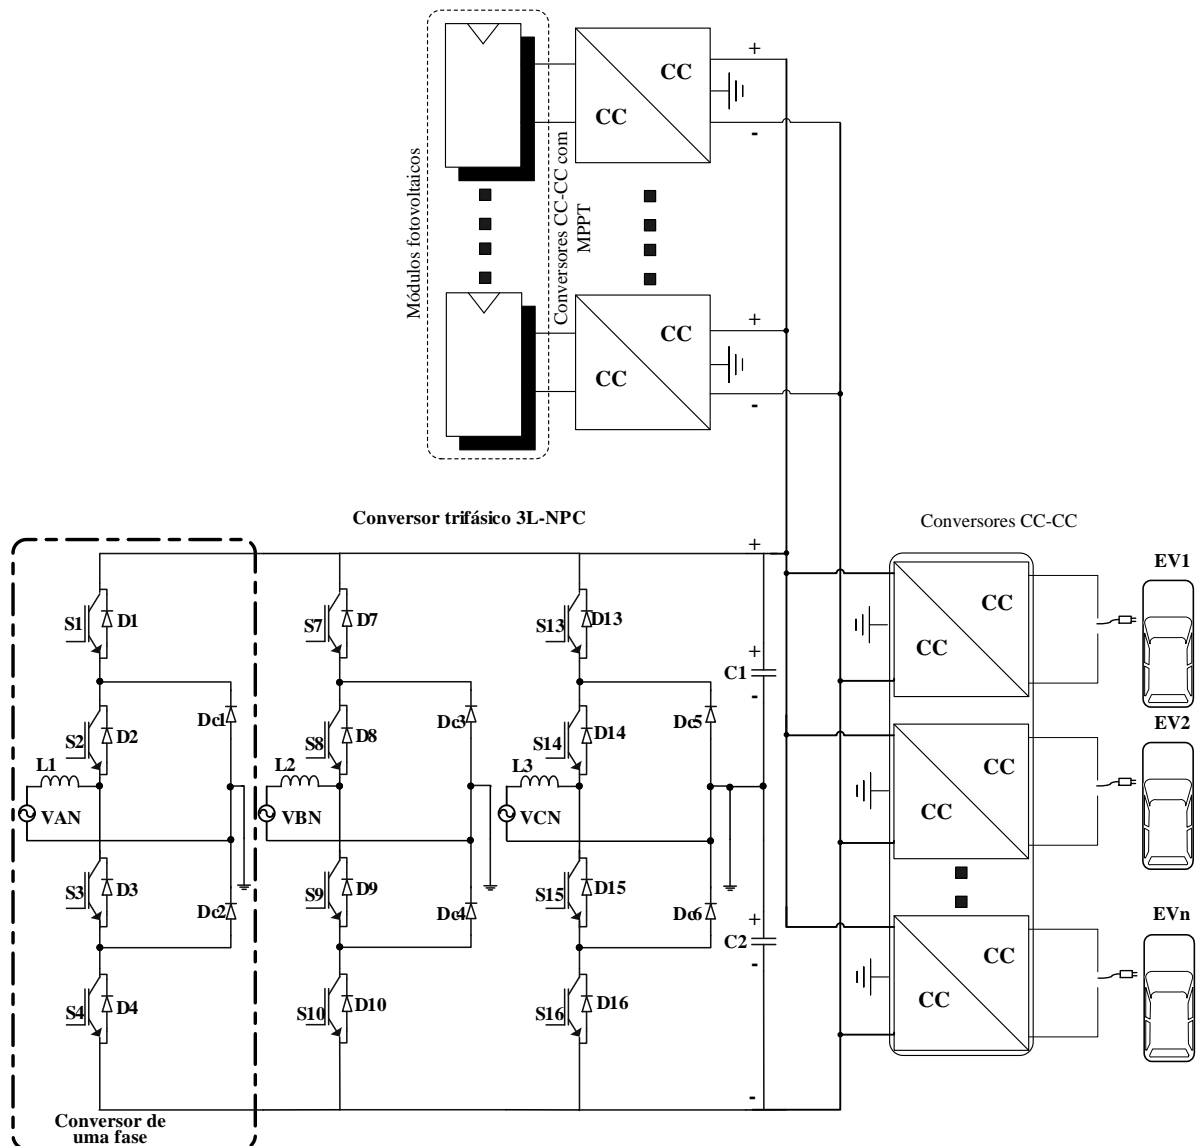 +
CC
CC
-
Módulos fotovoltaicos
Conversores CC-CC com
MPPT
+
CC
CC
-
Conversor trifásico 3L-NPC
Conversores CC-CC
+
EV1
S1
D1
S7
D7
S13
D13
CC
CC
+
C1
-
Dc1
Dc3
Dc5
S2
D2
S8
D8
S14
D14
EV2
L1
L2
L3
CC
CC
VAN
VBN
VCN
S3
D3
S9
D9
S15
D15
Dc2
Dc4
Dc6
+
C2
-
EVn
CC
CC
S4
D4
S10
D10
S16
D16
-
Conversor de
uma fase